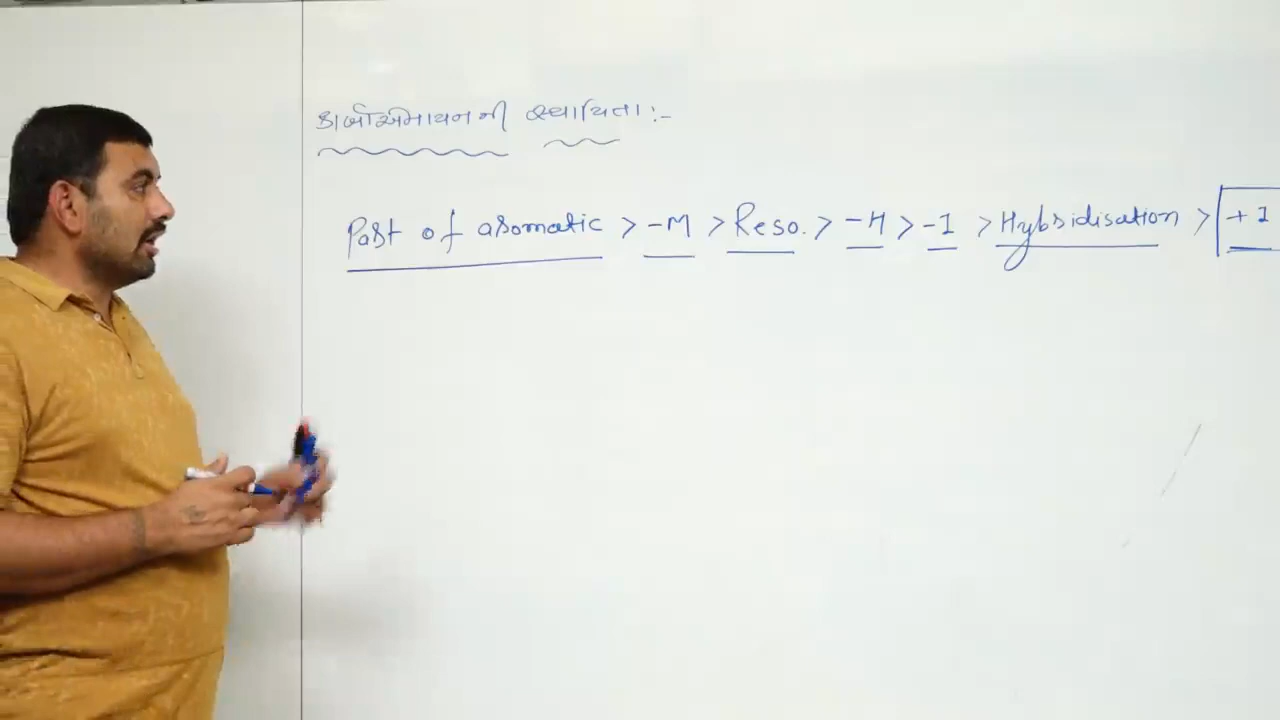 કાર્બએનાયનની સ્થાયિતા :-
Part of aromatic > -M > Reso. > -H > -I > Hybridisation > +I